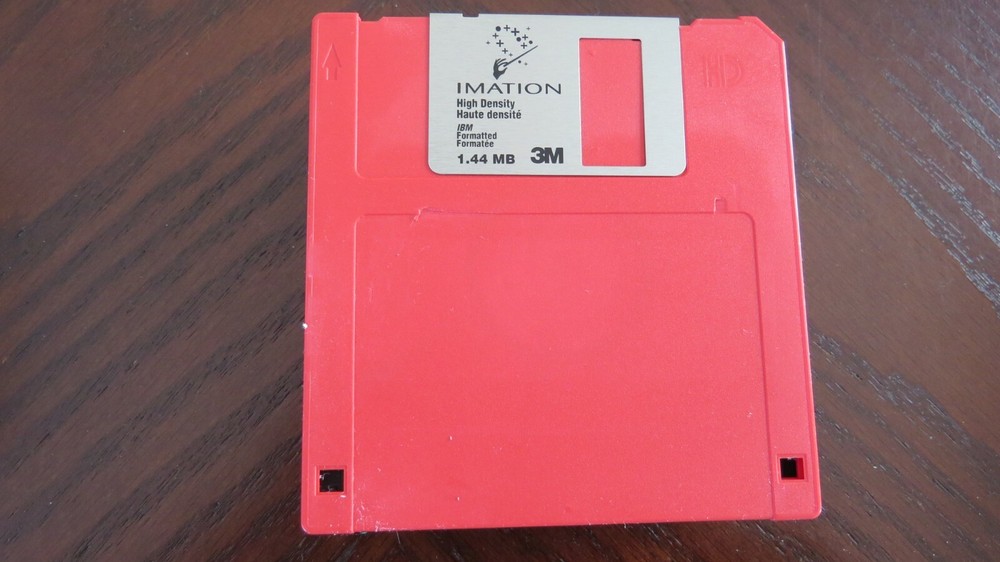 IMATION
High Density
Haute densité
IBM
Formatted
Formatée
1.44 MB 3M
HD